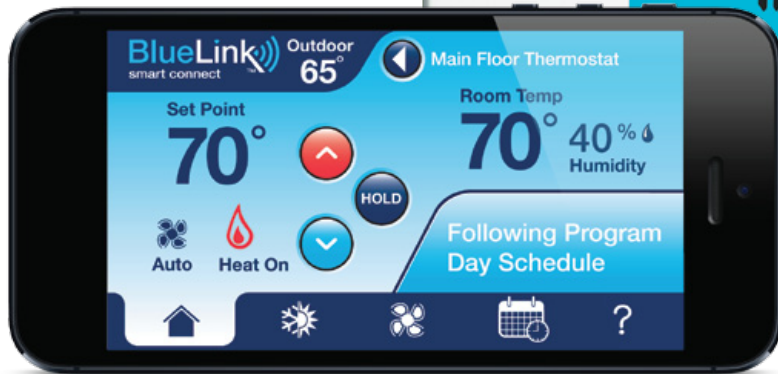 BlueLink™
smart connect
Outdoor
65°
Main Floor Thermostat
Set Point
70°
Room Temp
70°
40%
Humidity
HOLD
Auto
Heat On
Following Program
Day Schedule
?